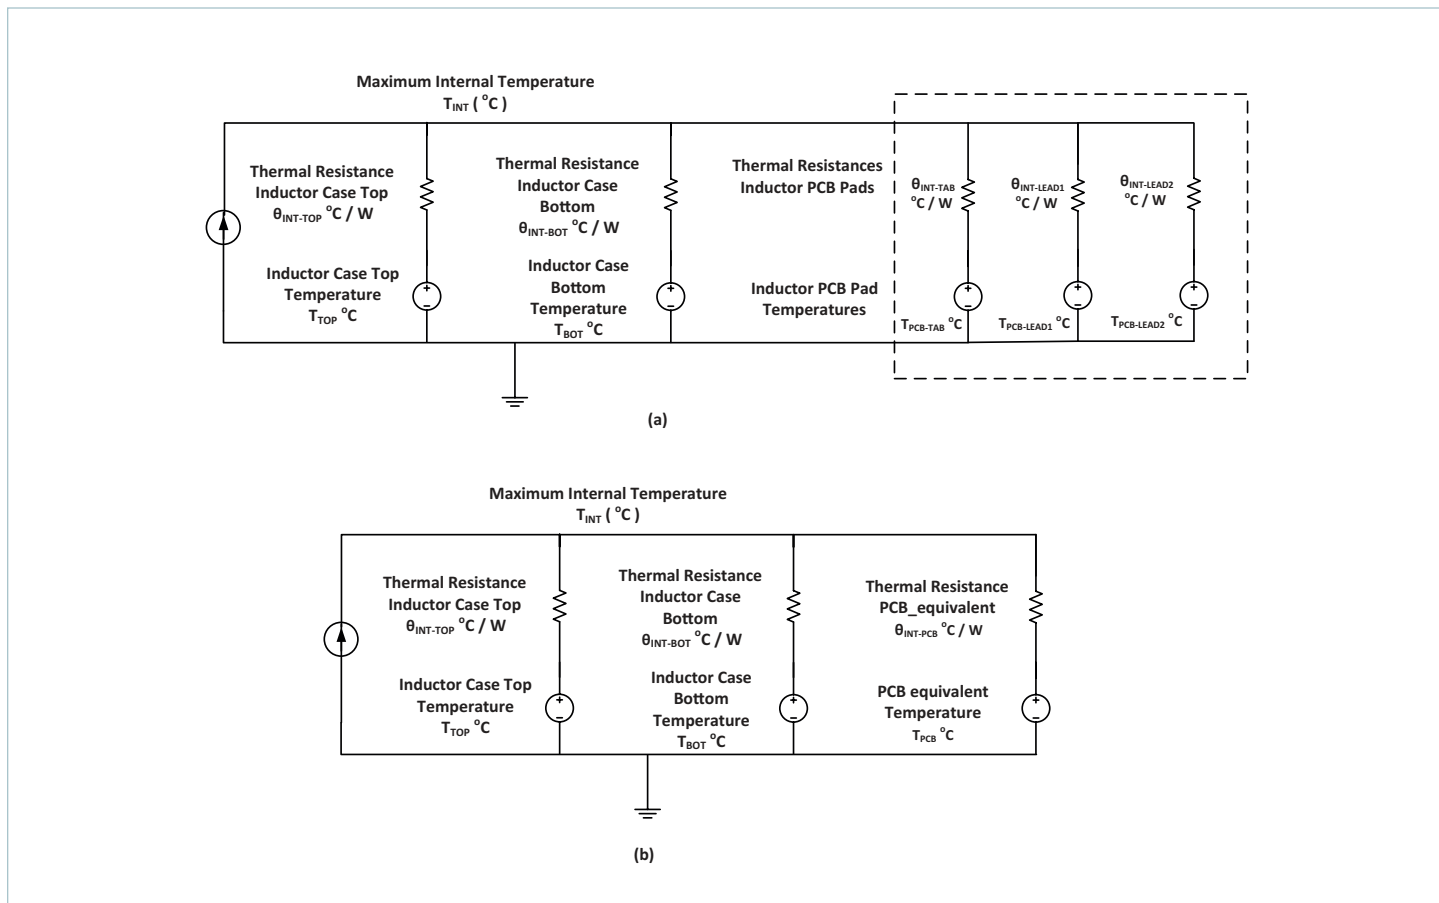 Maximum Internal Temperature
T_INT ( °C )
Thermal Resistance
Inductor Case Top
θ_INT-TOP °C / W
Thermal Resistance
Inductor Case
Bottom
θ_INT-BOT °C / W
Thermal Resistances
Inductor PCB Pads
θ_INT-TAB
°C / W
θ_INT-LEAD1
°C / W
θ_INT-LEAD2
°C / W
Inductor Case Top
Temperature
T_TOP °C
Inductor Case
Bottom
Temperature
T_BOT °C
Inductor PCB Pad
Temperatures
T_PCB-TAB °C
T_PCB-LEAD1 °C
T_PCB-LEAD2 °C
(a)
Maximum Internal Temperature
T_INT ( °C )
Thermal Resistance
Inductor Case Top
θ_INT-TOP °C / W
Thermal Resistance
Inductor Case
Bottom
θ_INT-BOT °C / W
Thermal Resistance
PCB_equivalent
θ_INT-PCB °C / W
Inductor Case Top
Temperature
T_TOP °C
Inductor Case
Bottom
Temperature
T_BOT °C
PCB equivalent
Temperature
T_PCB °C
(b)